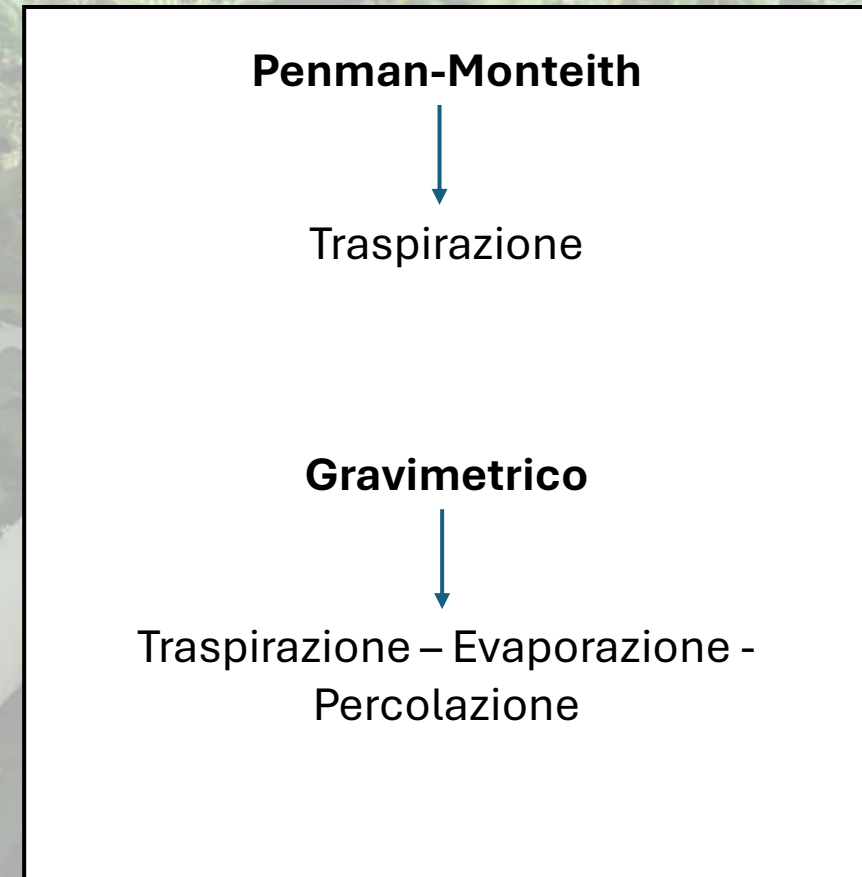 Penman-Monteith
Traspirazione
Gravimetrico
Traspirazione – Evaporazione -
Percolazione